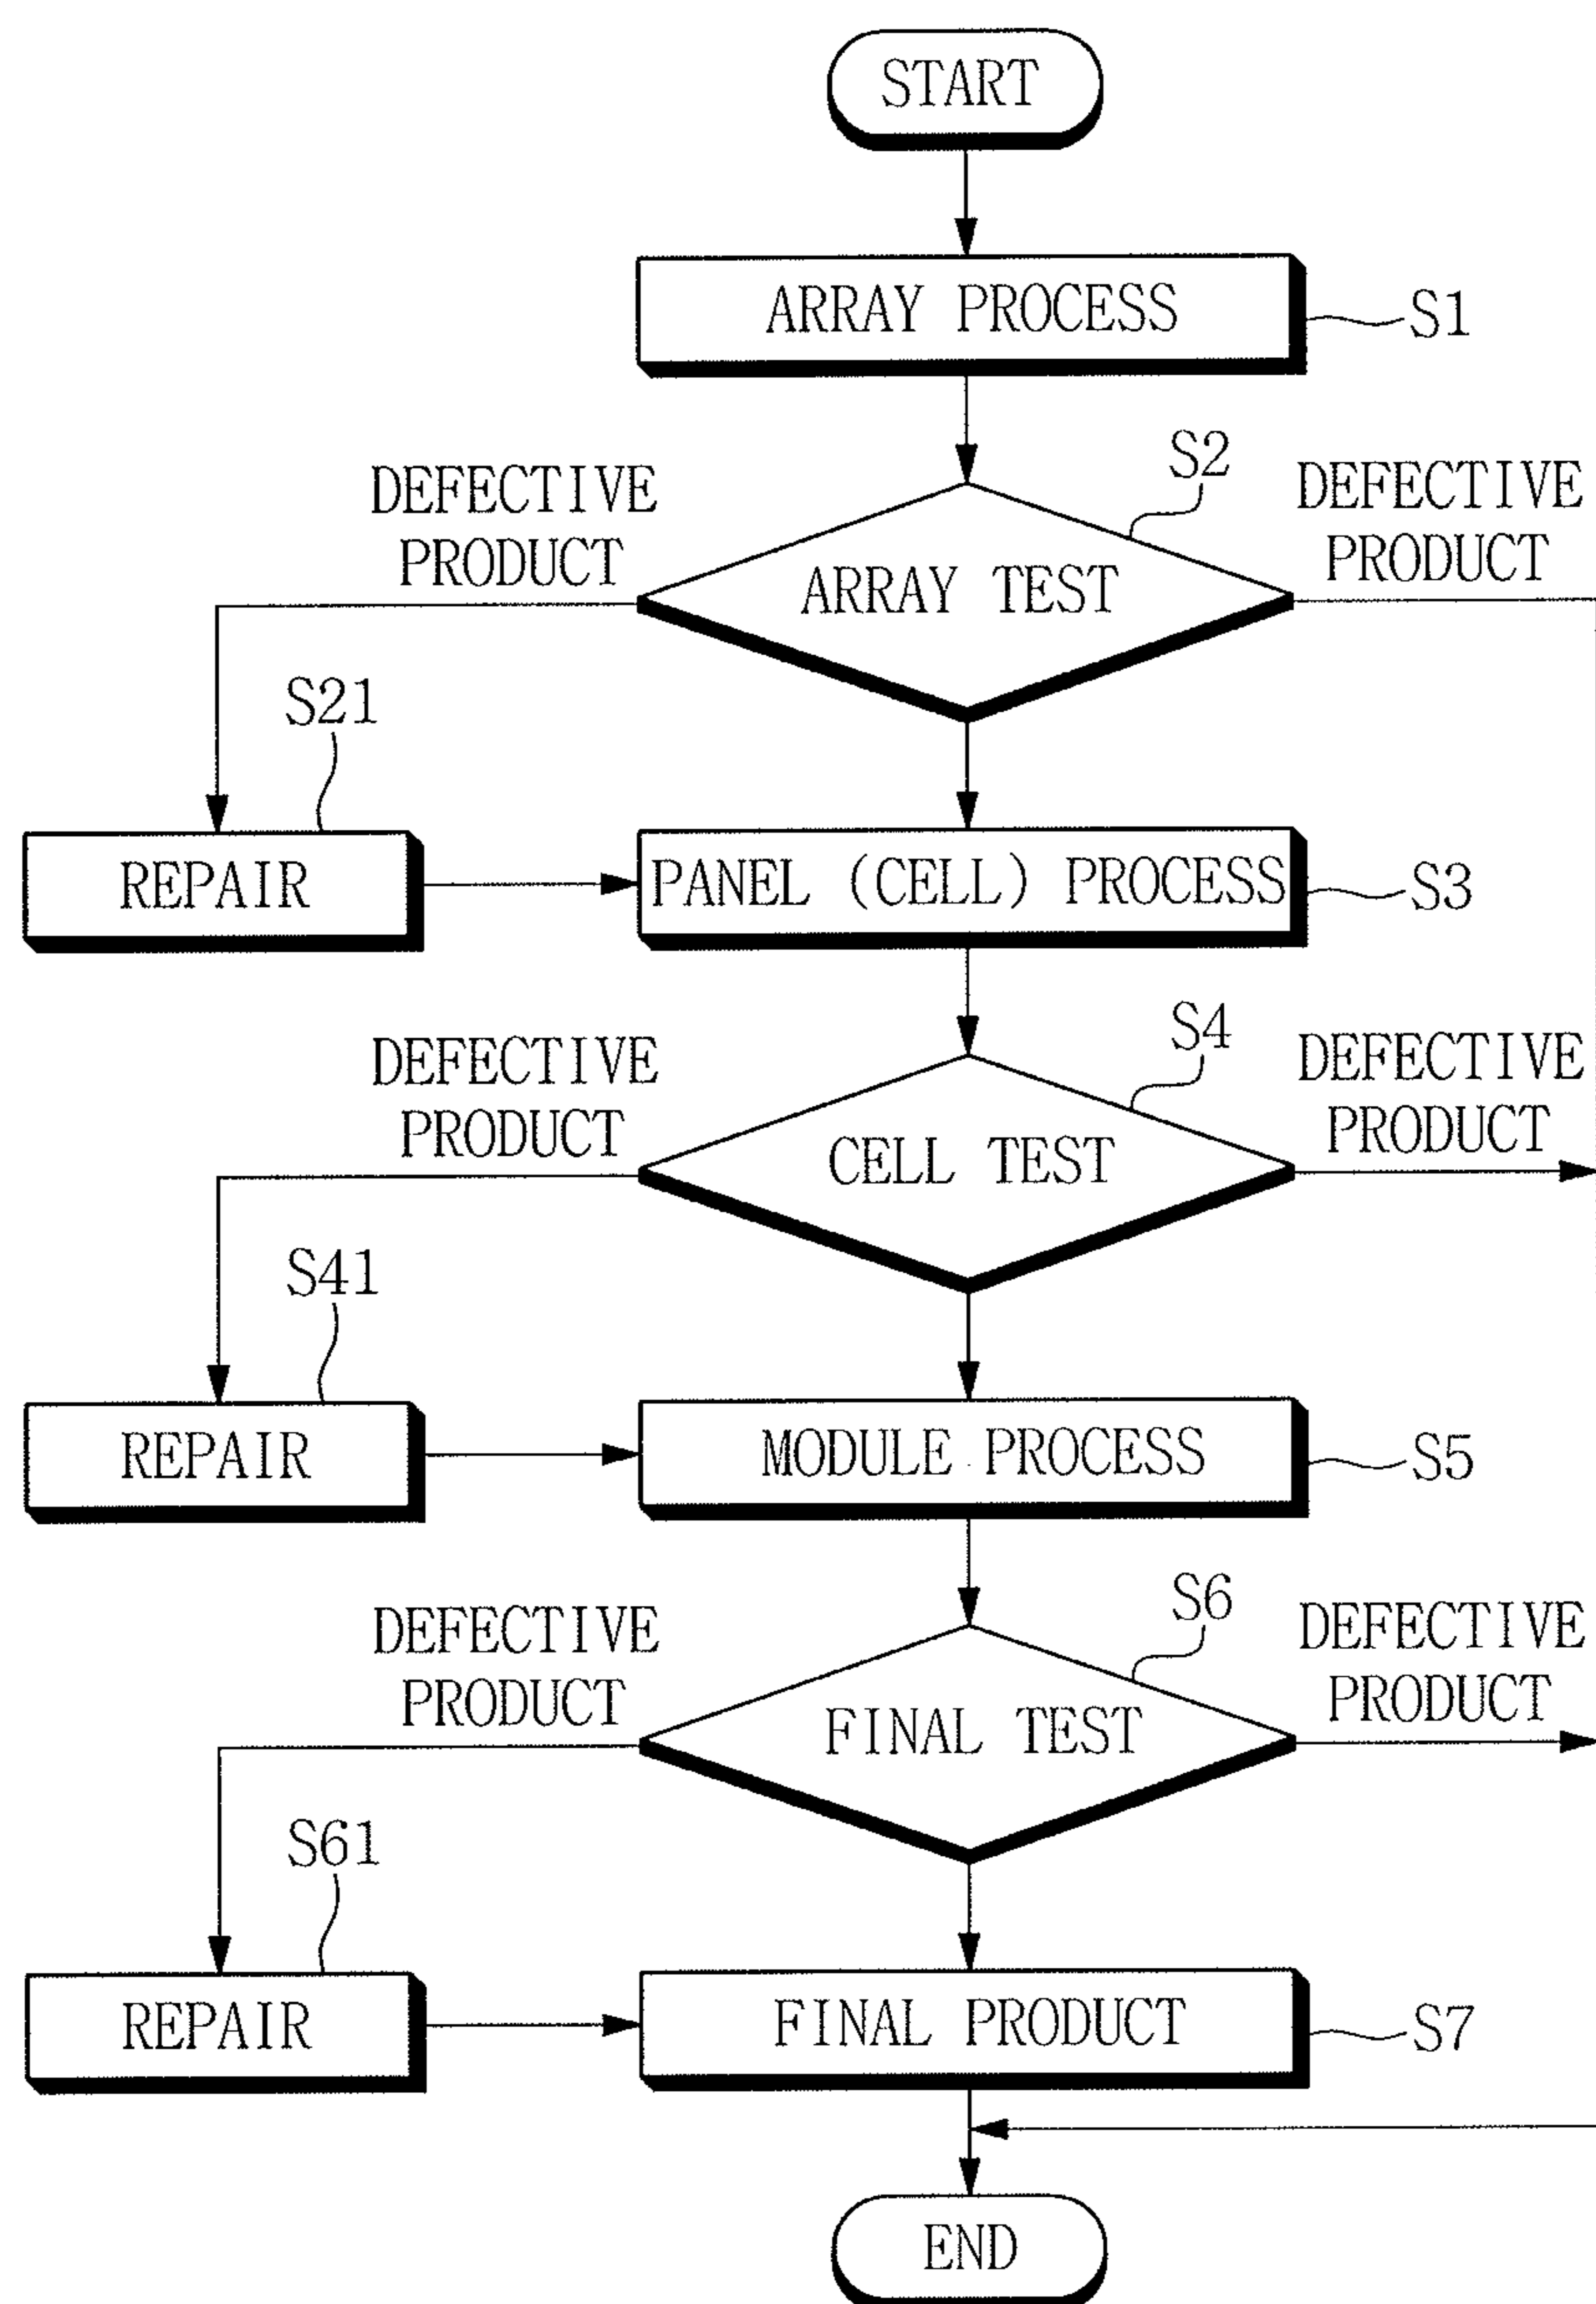 START
ARRAY PROCESS
S1
S2
DEFECTIVE
PRODUCT
ARRAY TEST
DEFECTIVE
PRODUCT
S21
REPAIR
PANEL (CELL) PROCESS
S3
S4
DEFECTIVE
PRODUCT
CELL TEST
DEFECTIVE
PRODUCT
S41
REPAIR
MODULE PROCESS
S5
S6
DEFECTIVE
PRODUCT
FINAL TEST
DEFECTIVE
PRODUCT
S61
REPAIR
FINAL PRODUCT
S7
END